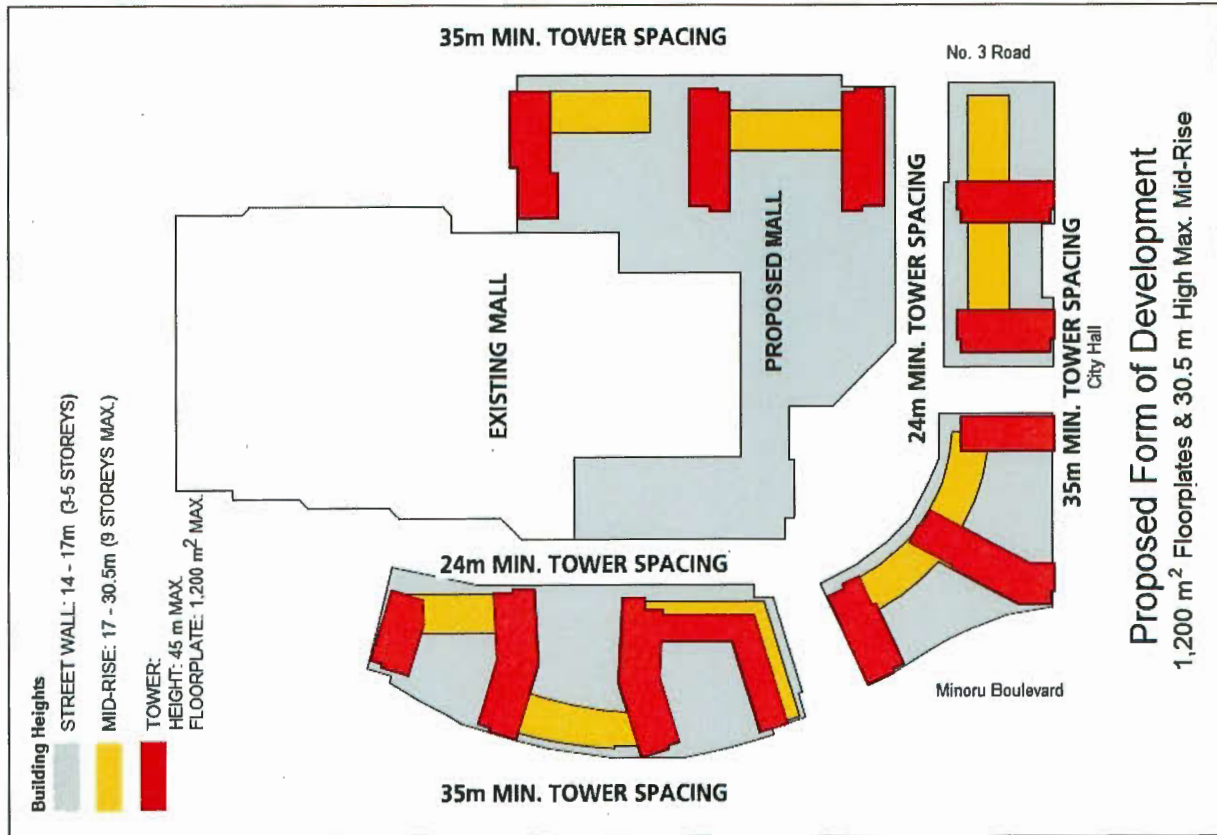 35m MIN. TOWER SPACING
No. 3 Road
EXISTING MALL
PROPOSED MALL
24m MIN. TOWER SPACING
35m MIN. TOWER SPACING
City Hall
24m MIN. TOWER SPACING
Minoru Boulevard
35m MIN. TOWER SPACING
Building Heights
STREET WALL: 14 - 17m (3-5 STOREYS)
MID-RISE: 17 - 30.5m (9 STOREYS MAX.)
TOWER:
HEIGHT: 45 m MAX.
FLOORPLATE: 1,200 m² MAX.
Proposed Form of Development
1,200 m² Floorplates & 30.5 m High Max. Mid-Rise